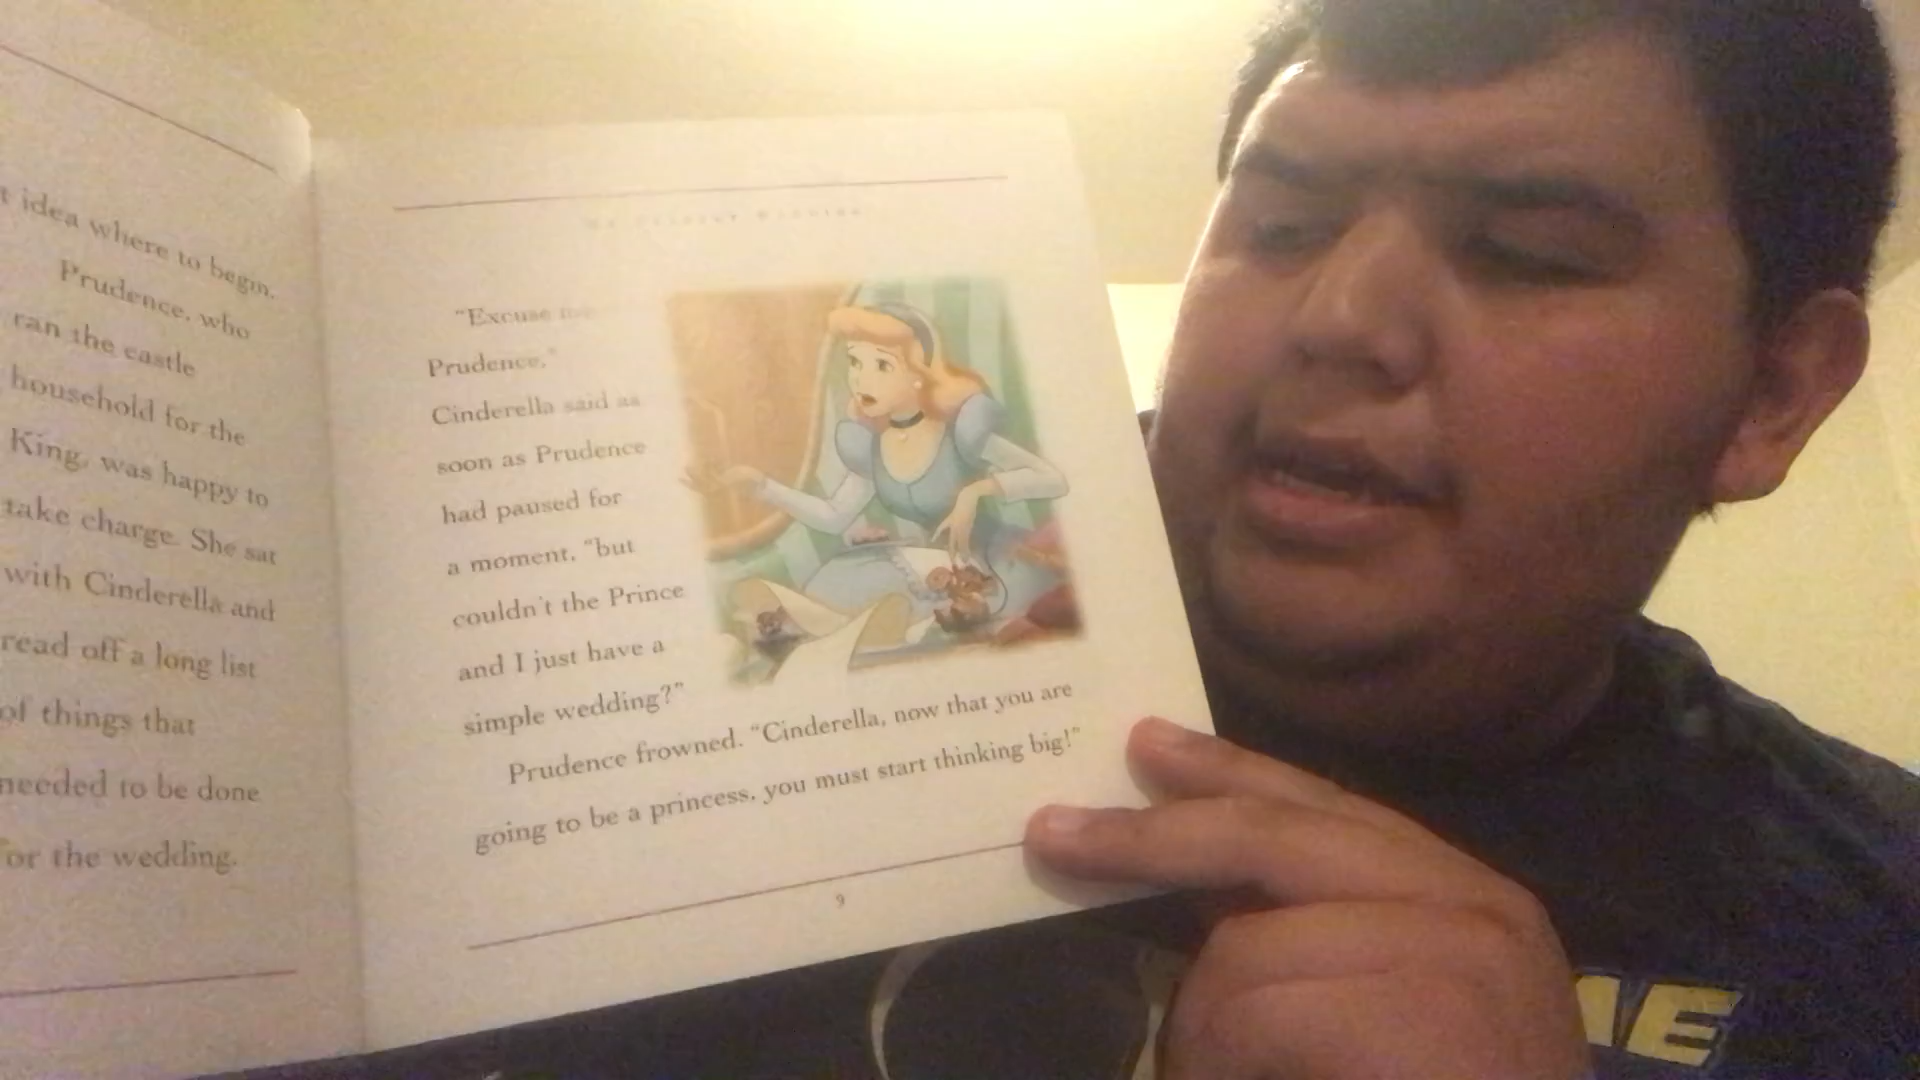 idea where to begin.
Prudence, who
ran the castle
household for the
King, was happy to
take charge. She sat
with Cinderella and
read off a long list
of things that
needed to be done
or the wedding.
"Excuse
Prudence,"
Cinderella said as
soon as Prudence
had paused for
a moment, "but
couldn't the Prince
and I just have a
simple wedding?"
Prudence frowned. "Cinderella, now that you are
going to be a princess, you must start thinking big!"
9
AE